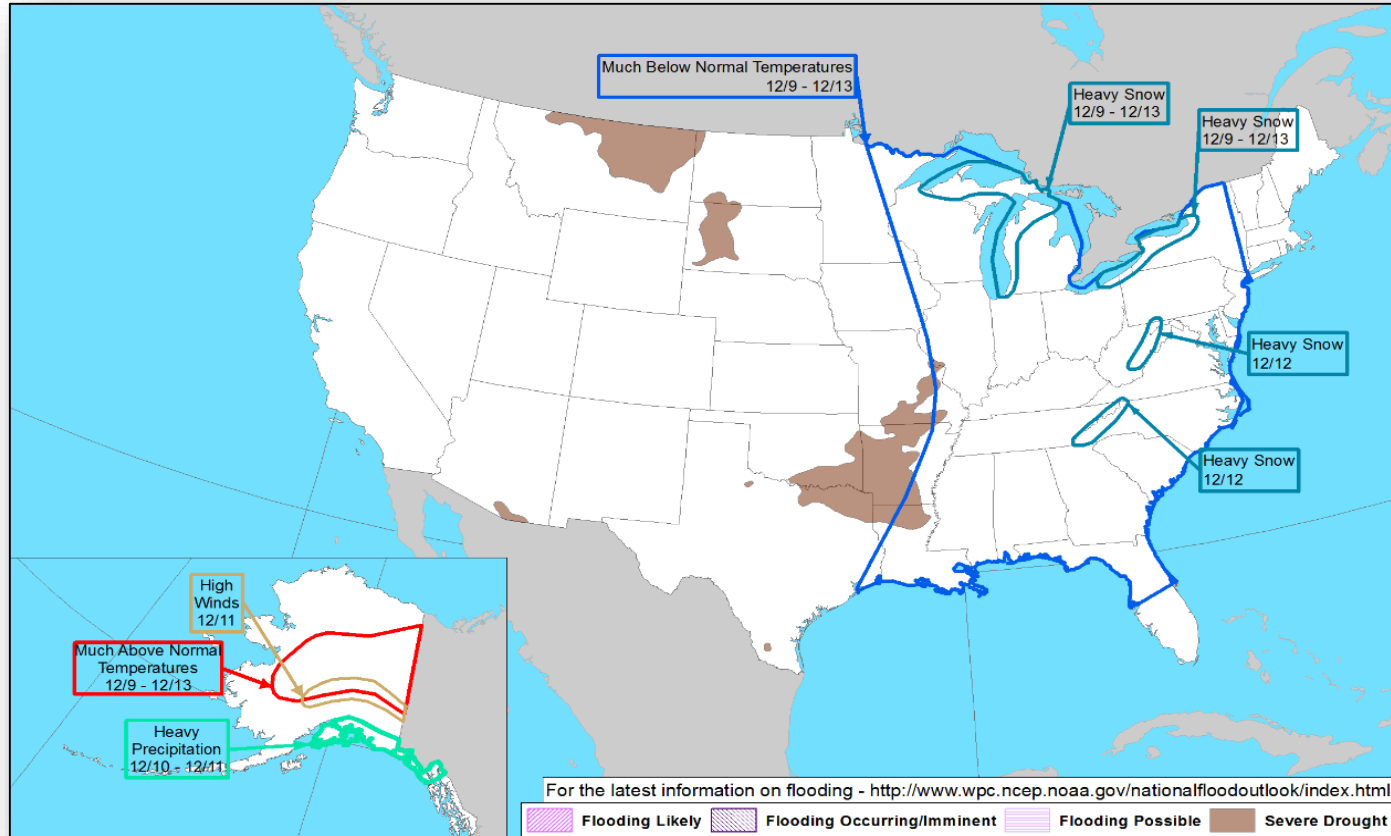 Much Below Normal Temperatures
12/9 - 12/13
Heavy Snow
12/9 - 12/13
Heavy Snow
12/9 - 12/13
Heavy Snow
12/12
Heavy Snow
12/12
High
Winds
12/11
Much Above Normal
Temperatures
12/9 - 12/13
Heavy
Precipitation
12/10 - 12/11
For the latest information on flooding - http://www.wpc.ncep.noaa.gov/nationalfloodoutlook/index.html
Flooding Likely Flooding Occurring/Imminent Flooding Possible Severe Drought